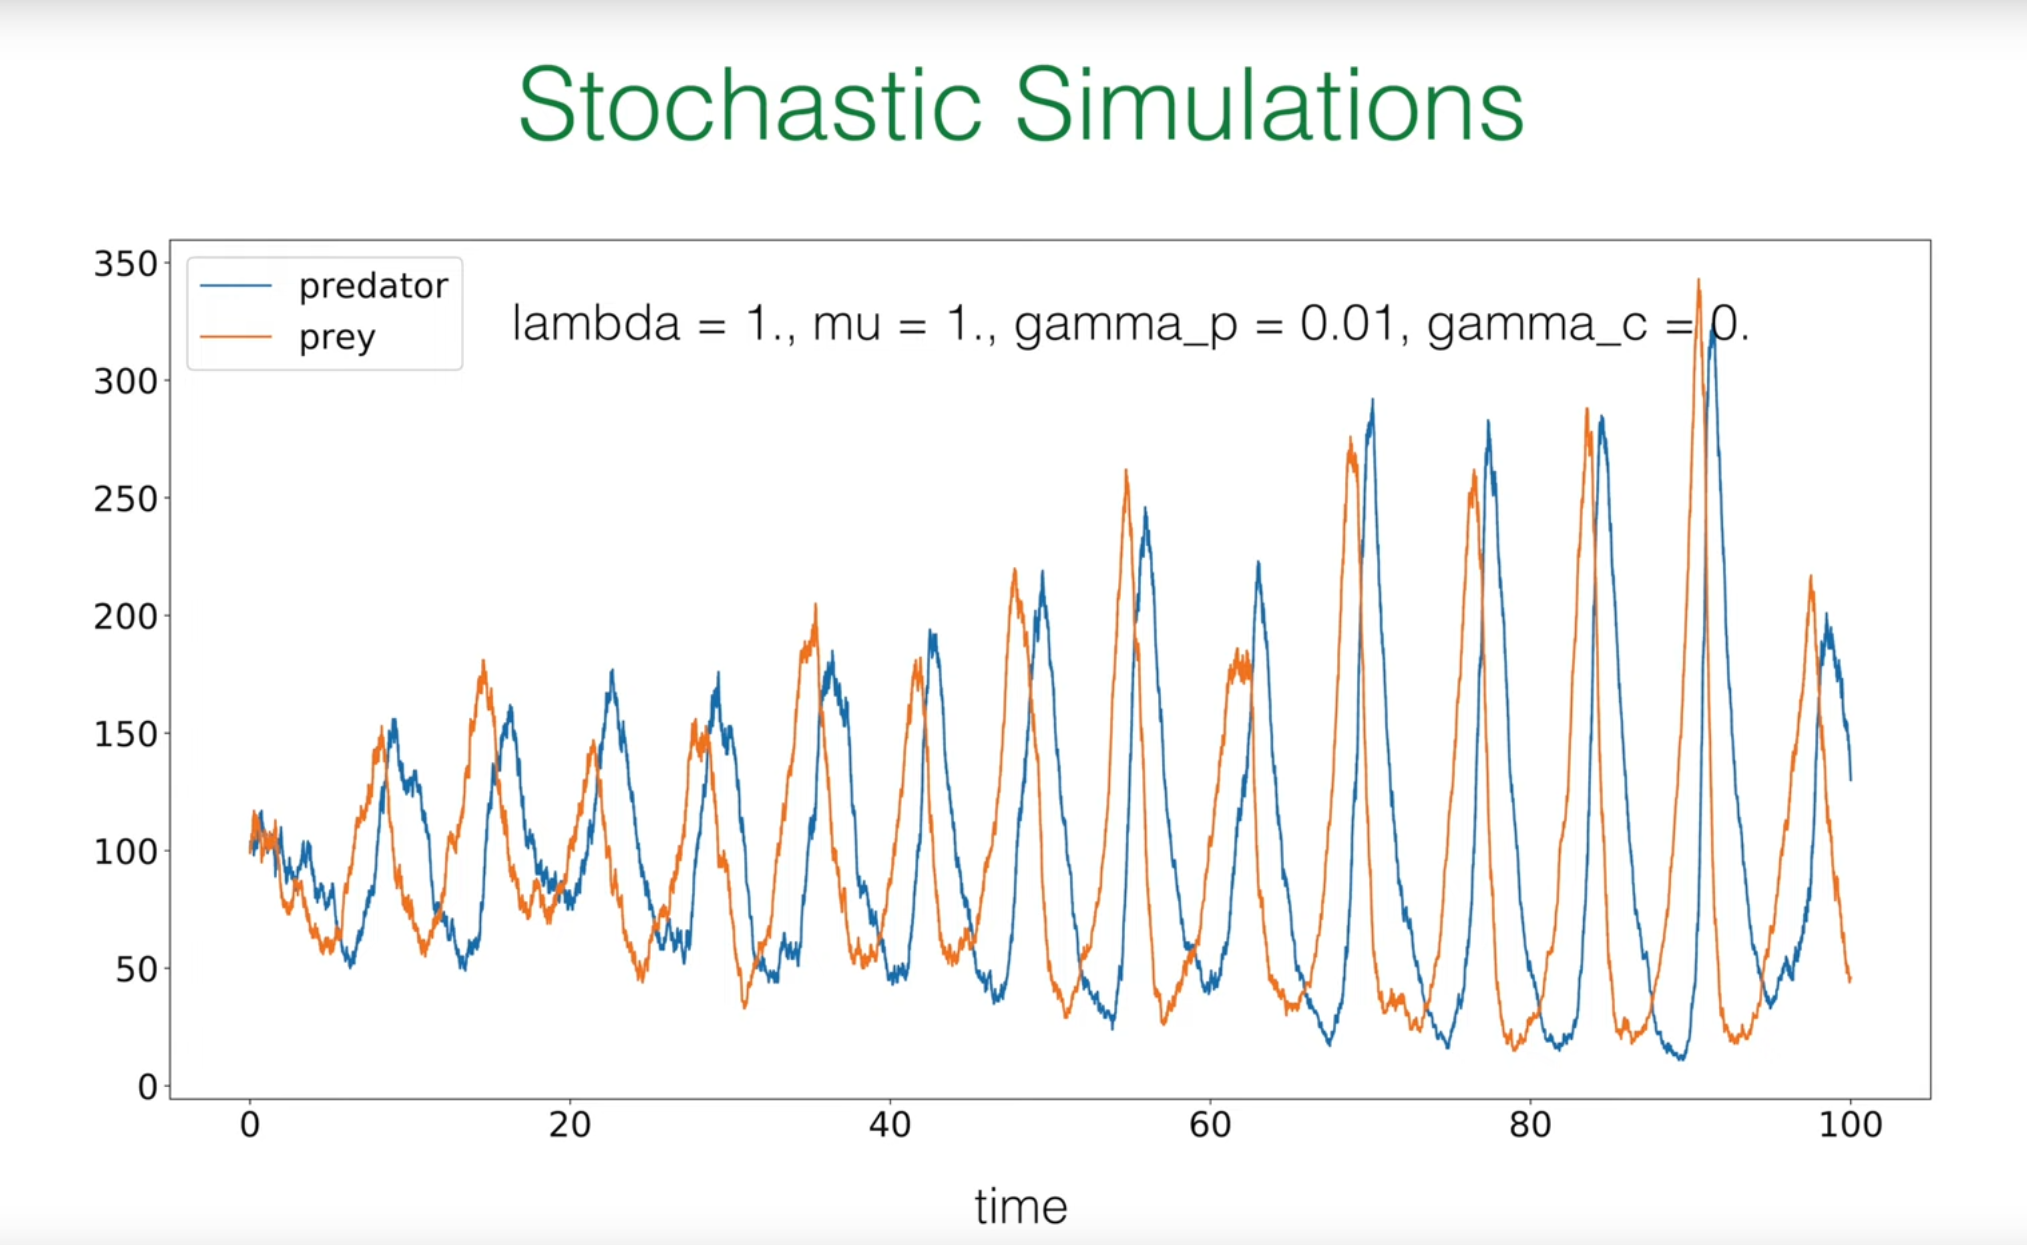 Stochastic Simulations
350
predator
prey
lambda = 1., mu = 1., gamma_p = 0.01, gamma_c = 0.
300
250
200
150
100
50
0
0 20 40 60 80 100
time